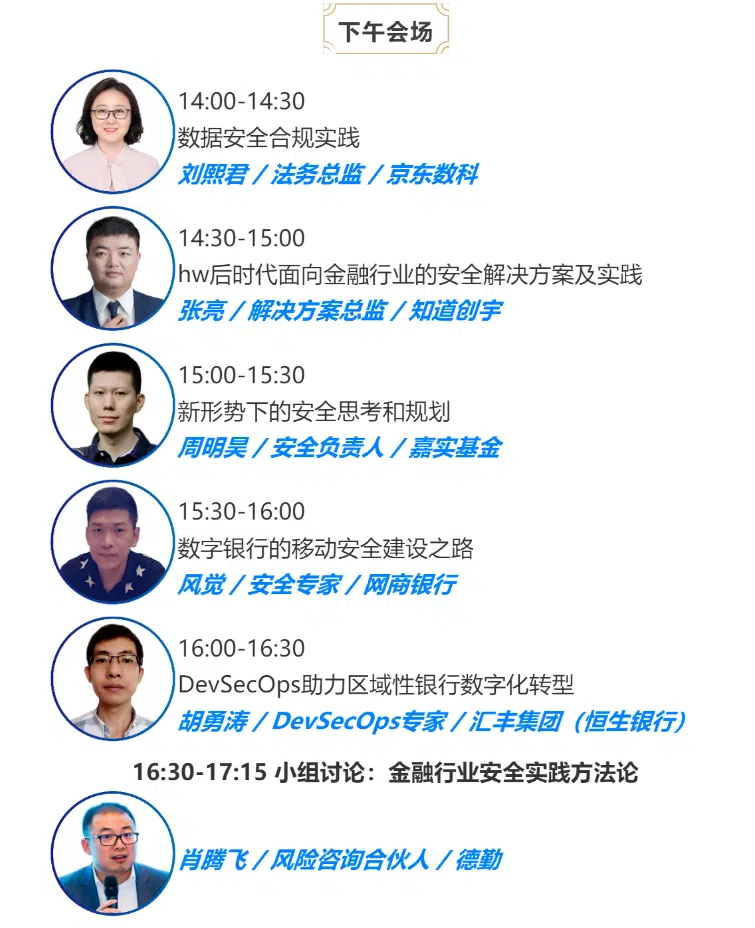 下午会场
14:00-14:30
数据安全合规实践
刘熙君 / 法务总监 / 京东数科
14:30-15:00
hw后时代面向金融行业的安全解决方案及实践
张亮 / 解决方案总监 / 知道创宇
15:00-15:30
新形势下的安全思考和规划
周明昊 / 安全负责人 / 嘉实基金
15:30-16:00
数字银行的移动安全建设之路
风觉 / 安全专家 / 网商银行
16:00-16:30
DevSecOps助力区域性银行数字化转型
胡勇涛 / DevSecOps专家 / 汇丰集团（恒生银行）
16:30-17:15 小组讨论：金融行业安全实践方法论
肖腾飞 / 风险咨询合伙人 / 德勤